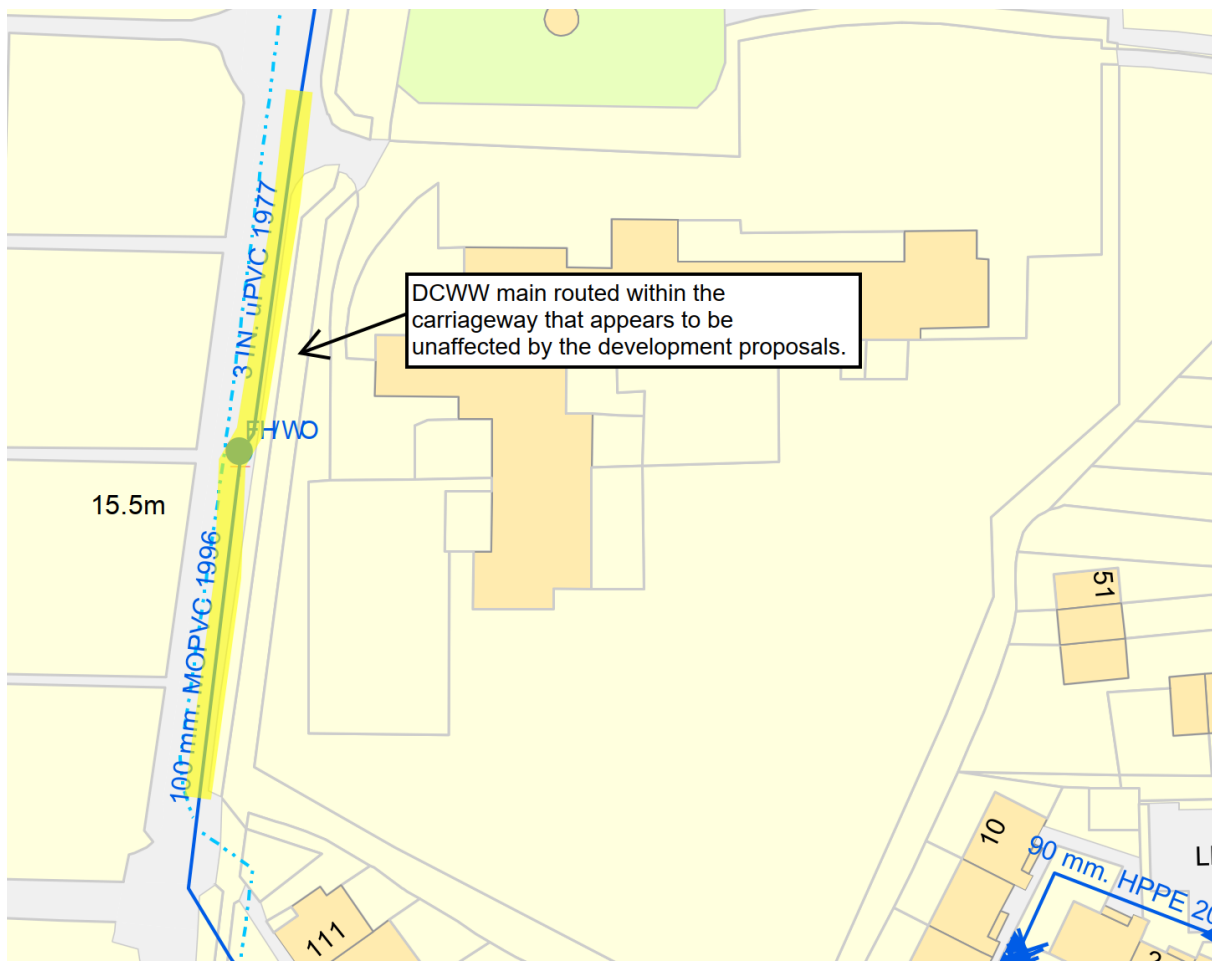 3 IN. uPVC 1977
DCWW main routed within the
carriageway that appears to be
unaffected by the development proposals.
FH/WO
15.5m
100 mm. MOPVC 1996
51
10
90 mm. HPPE 20
111
2